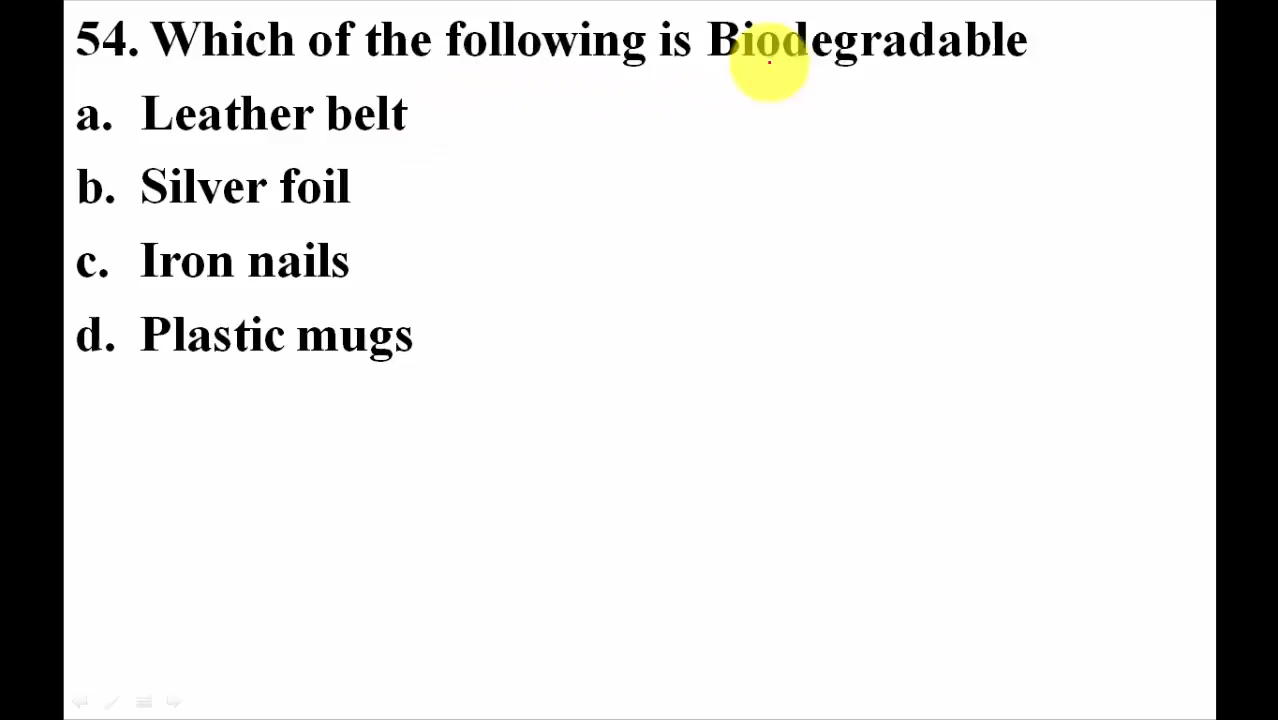 54. Which of the following is Biodegradable
a. Leather belt
b. Silver foil
c. Iron nails
d. Plastic mugs